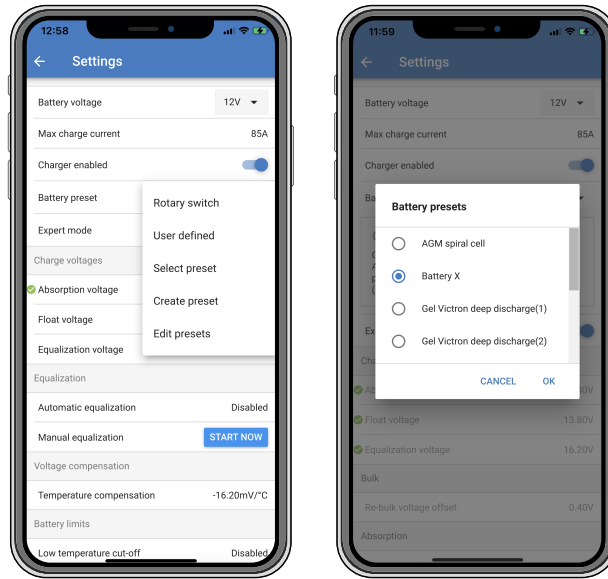 12:58
Settings
Battery voltage 12V
Max charge current 85A
Charger enabled
Battery preset
Rotary switch
User defined
Select preset
Create preset
Edit presets
Expert mode
Charge voltages
Absorption voltage
Float voltage
Equalization voltage
Equalization
Automatic equalization Disabled
Manual equalization START NOW
Voltage compensation
Temperature compensation -16.20mV/°C
Battery limits
Low temperature cut-off Disabled
11:59
Settings
Battery voltage 12V
Max charge current 85A
Charger enabled
Ba
Battery presets
AGM spiral cell
Battery X
Gel Victron deep discharge(1)
Gel Victron deep discharge(2)
CANCEL OK
Ex
Cha
Ab
Float voltage 13.80V
Equalization voltage 16.20V
Bulk
Re-bulk voltage offset 0.40V
Absorption